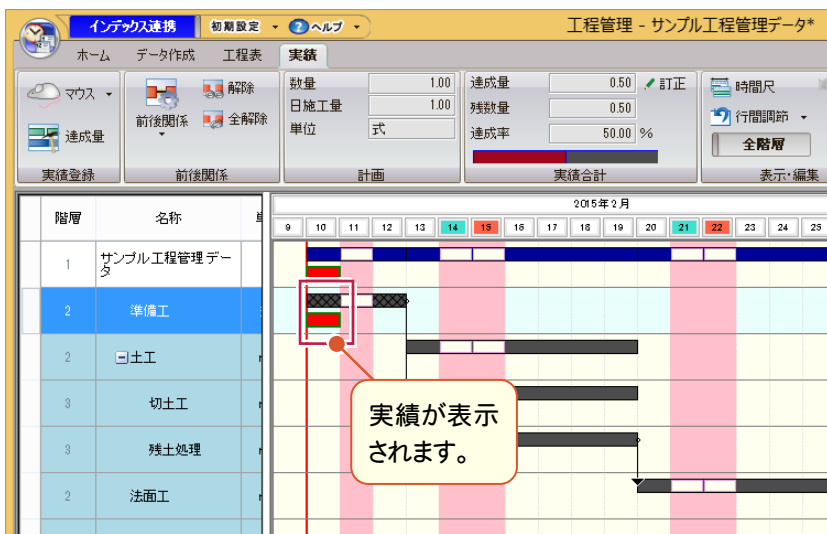 インデックス連携 初期設定 ヘルプ 工程管理 - サンプル工程管理データ*
ホーム データ作成 工程表 実績
マウス
達成量
実績登録
前後関係
解除
全解除
前後関係
数量 1.00
日施工量 1.00
単位 式
計画
達成量 0.50 訂正
残数量 0.50
達成率 50.00 %
実績合計
時間尺
行間調節
全階層
表示・編集
階層 名称
2015年2月
9 10 11 12 13 14 15 16 17 18 19 20 21 22 23 24 25
1 サンプル工程管理デー
タ
2 準備工
2 土工
3 切土工
3 残土処理
2 法面工
実績が表示
されます。